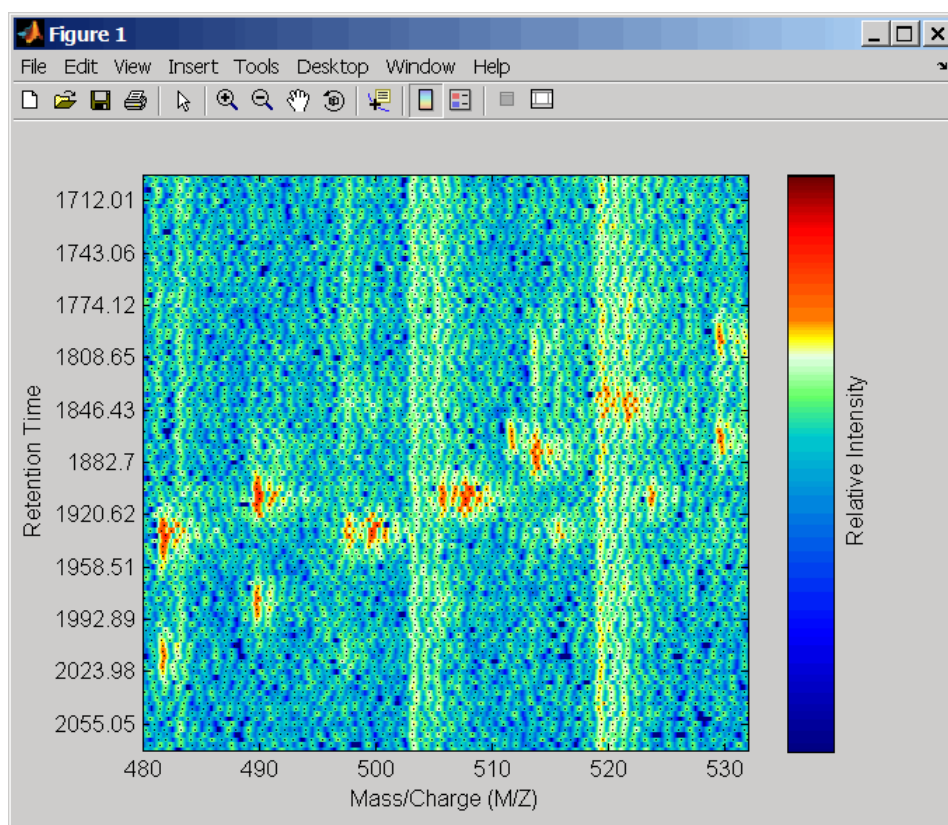 Figure 1
File Edit View Insert Tools Desktop Window Help
1712.01
1743.06
1774.12
1808.65
1846.43
1882.7
1920.62
1958.51
1992.89
2023.98
2055.05
Retention Time
480 490 500 510 520 530
Mass/Charge (M/Z)
Relative Intensity